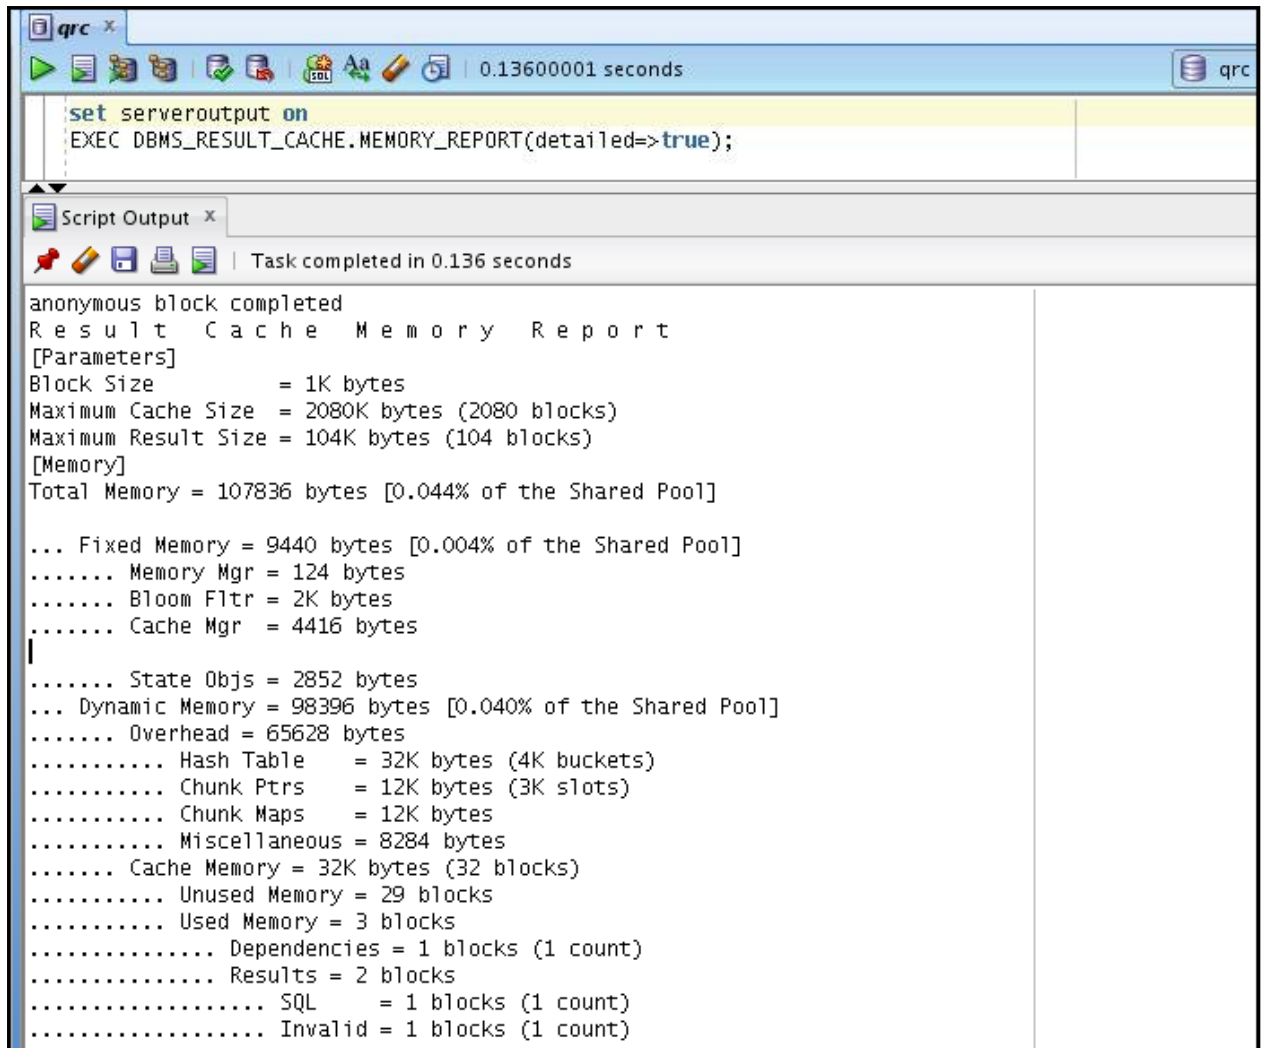 qrc x
SQL Aa 0.13600001 seconds qrc
set serveroutput on
EXEC DBMS_RESULT_CACHE.MEMORY_REPORT(detailed=>true);
Script Output x
Task completed in 0.136 seconds
anonymous block completed
R e s u l t   C a c h e   M e m o r y   R e p o r t
[Parameters]
Block Size          = 1K bytes
Maximum Cache Size  = 2080K bytes (2080 blocks)
Maximum Result Size = 104K bytes (104 blocks)
[Memory]
Total Memory = 107836 bytes [0.044% of the Shared Pool]
... Fixed Memory = 9440 bytes [0.004% of the Shared Pool]
....... Memory Mgr = 124 bytes
....... Bloom Fltr = 2K bytes
....... Cache Mgr  = 4416 bytes
....... State Objs = 2852 bytes
... Dynamic Memory = 98396 bytes [0.040% of the Shared Pool]
....... Overhead = 65628 bytes
........... Hash Table    = 32K bytes (4K buckets)
........... Chunk Ptrs    = 12K bytes (3K slots)
........... Chunk Maps    = 12K bytes
........... Miscellaneous = 8284 bytes
....... Cache Memory = 32K bytes (32 blocks)
........... Unused Memory = 29 blocks
........... Used Memory = 3 blocks
............... Dependencies = 1 blocks (1 count)
............... Results = 2 blocks
................... SQL     = 1 blocks (1 count)
................... Invalid = 1 blocks (1 count)